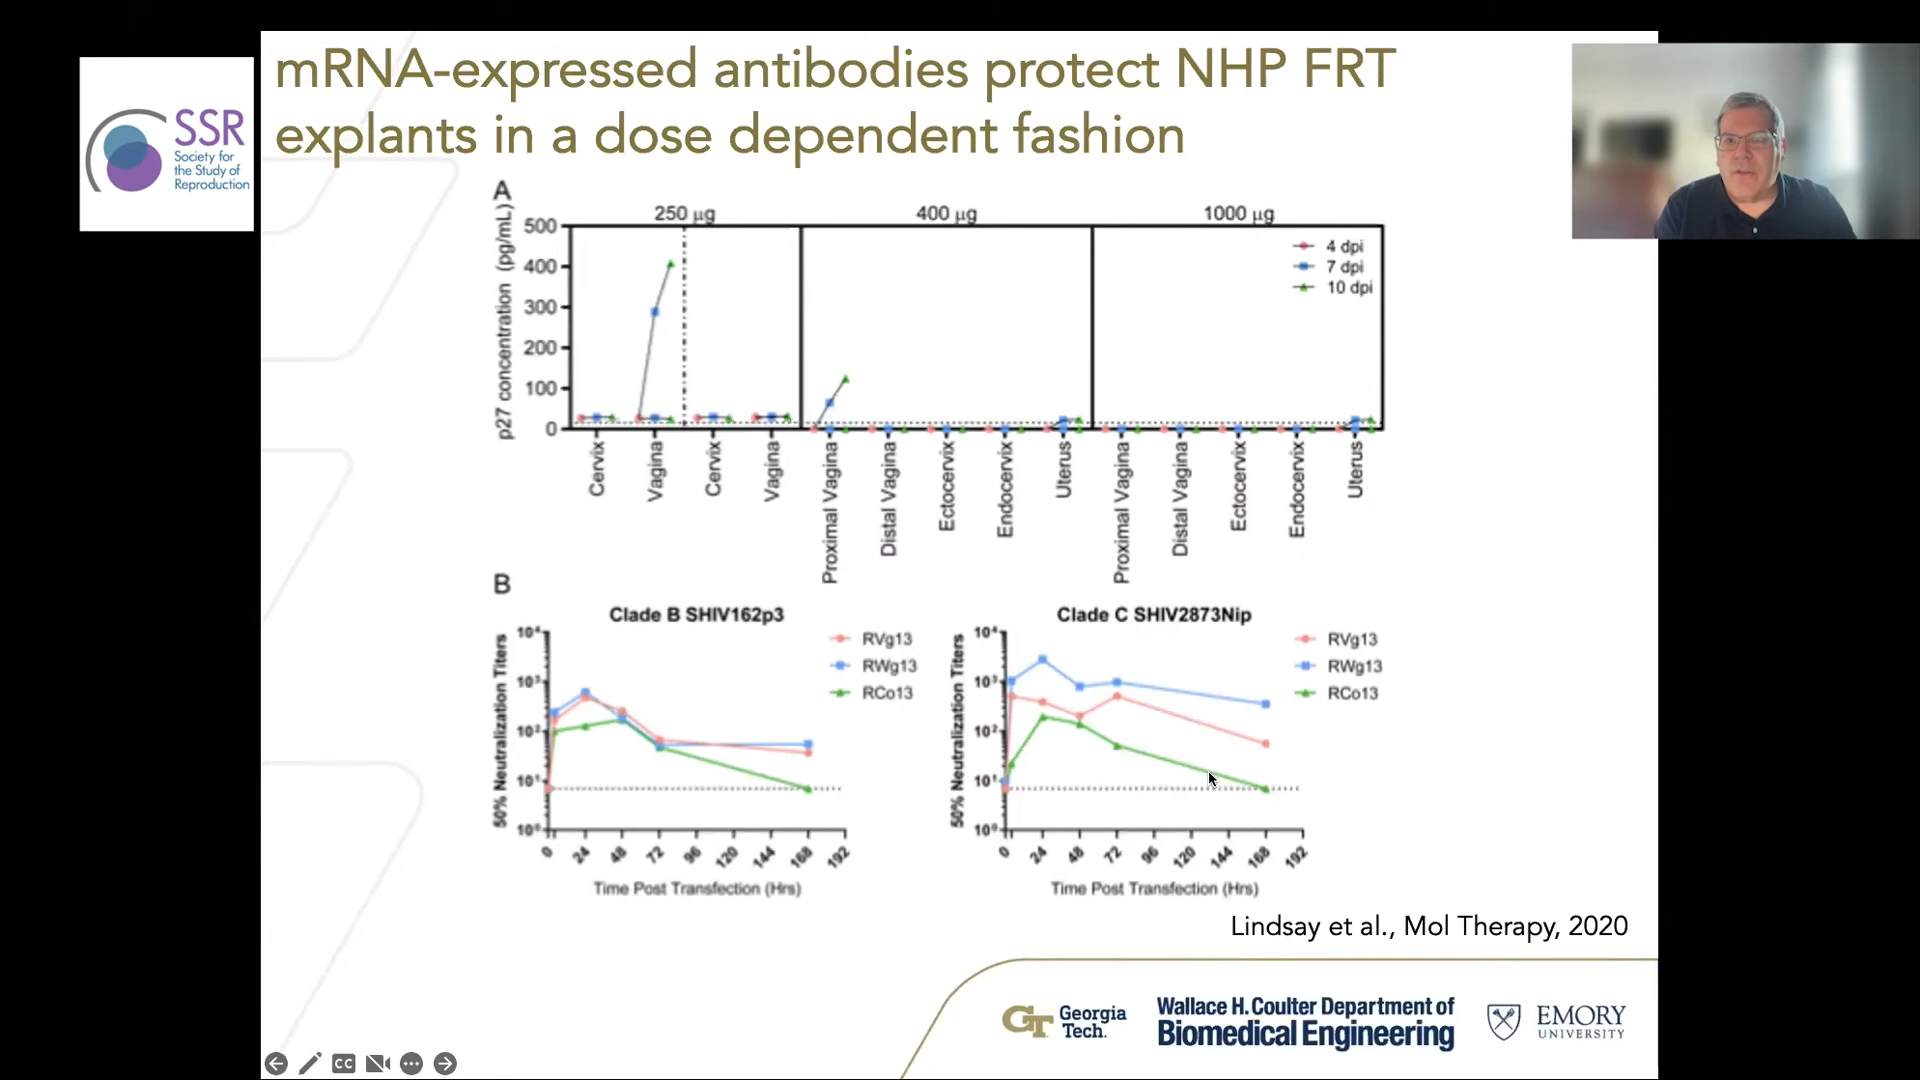 mRNA-expressed antibodies protect NHP FRT
explants in a dose dependent fashion
SSR
Society for
the Study of
Reproduction
A
250 µg
400 µg
1000 µg
p27 concentration (pg/mL)
500
400
300
200
100
0
4 dpi
7 dpi
10 dpi
Cervix
Vagina
Cervix
Vagina
Proximal Vagina
Distal Vagina
Ectocervix
Endocervix
Uterus
Proximal Vagina
Distal Vagina
Ectocervix
Endocervix
Uterus
B
Clade B SHIV162p3
50% Neutralization Titers
10⁴
10³
10²
10¹
10⁰
RVg13
RWg13
RCo13
0 24 48 72 96 120 144 168 192
Time Post Transfection (Hrs)
Clade C SHIV2873Nip
50% Neutralization Titers
10⁴
10³
10²
10¹
10⁰
RVg13
RWg13
RCo13
0 24 48 72 96 120 144 168 192
Time Post Transfection (Hrs)
Lindsay et al., Mol Therapy, 2020
GT Georgia
Tech.
Wallace H. Coulter Department of
Biomedical Engineering
EMORY
UNIVERSITY
CC